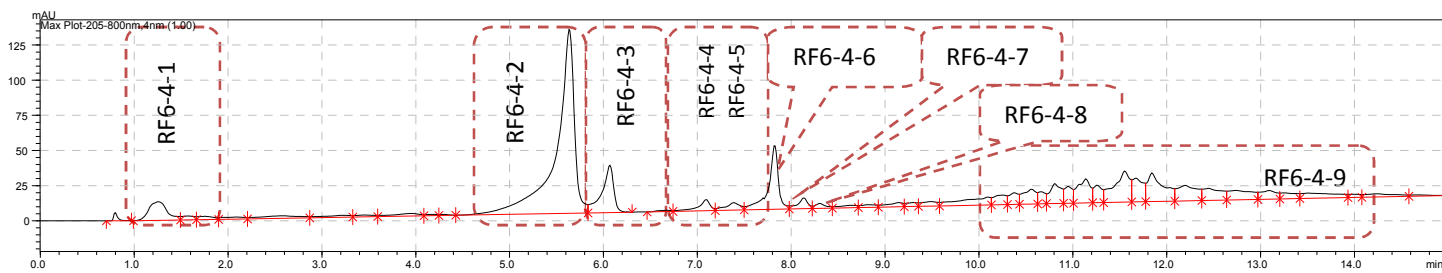 mAU
Max Plot-205-800nm,4nm (1.00)
125
100
75
50
25
0
RF6-4-1
RF6-4-2
RF6-4-3
RF6-4-4
RF6-4-5
RF6-4-6
RF6-4-7
RF6-4-8
RF6-4-9
0.0 1.0 2.0 3.0 4.0 5.0 6.0 7.0 8.0 9.0 10.0 11.0 12.0 13.0 14.0 min